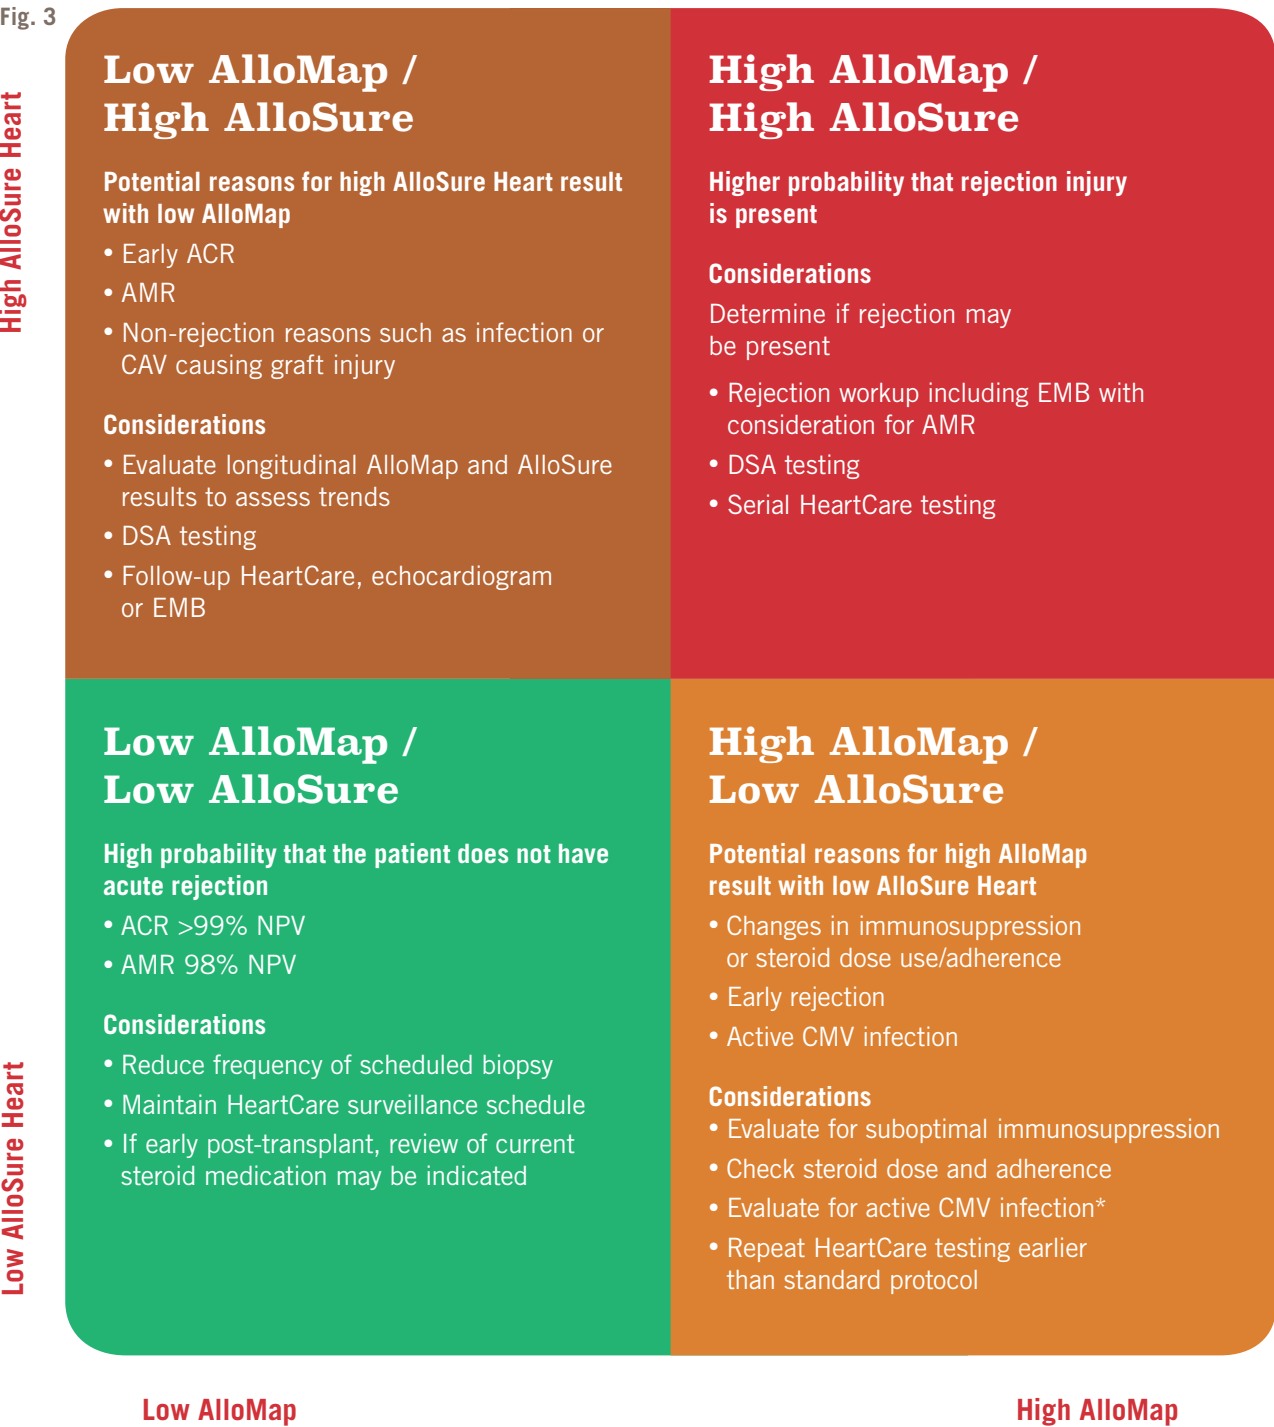 Fig. 3
High AlloSure Heart
Low AlloMap /
High AlloSure
Potential reasons for high AlloSure Heart result
with low AlloMap
• Early ACR
• AMR
• Non-rejection reasons such as infection or
CAV causing graft injury
Considerations
• Evaluate longitudinal AlloMap and AlloSure
results to assess trends
• DSA testing
• Follow-up HeartCare, echocardiogram
or EMB
High AlloMap /
High AlloSure
Higher probability that rejection injury
is present
Considerations
Determine if rejection may
be present
• Rejection workup including EMB with
consideration for AMR
• DSA testing
• Serial HeartCare testing
Low AlloSure Heart
Low AlloMap /
Low AlloSure
High probability that the patient does not have
acute rejection
• ACR >99% NPV
• AMR 98% NPV
Considerations
• Reduce frequency of scheduled biopsy
• Maintain HeartCare surveillance schedule
• If early post-transplant, review of current
steroid medication may be indicated
High AlloMap /
Low AlloSure
Potential reasons for high AlloMap
result with low AlloSure Heart
• Changes in immunosuppression
or steroid dose use/adherence
• Early rejection
• Active CMV infection
Considerations
• Evaluate for suboptimal immunosuppression
• Check steroid dose and adherence
• Evaluate for active CMV infection*
• Repeat HeartCare testing earlier
than standard protocol
Low AlloMap
High AlloMap